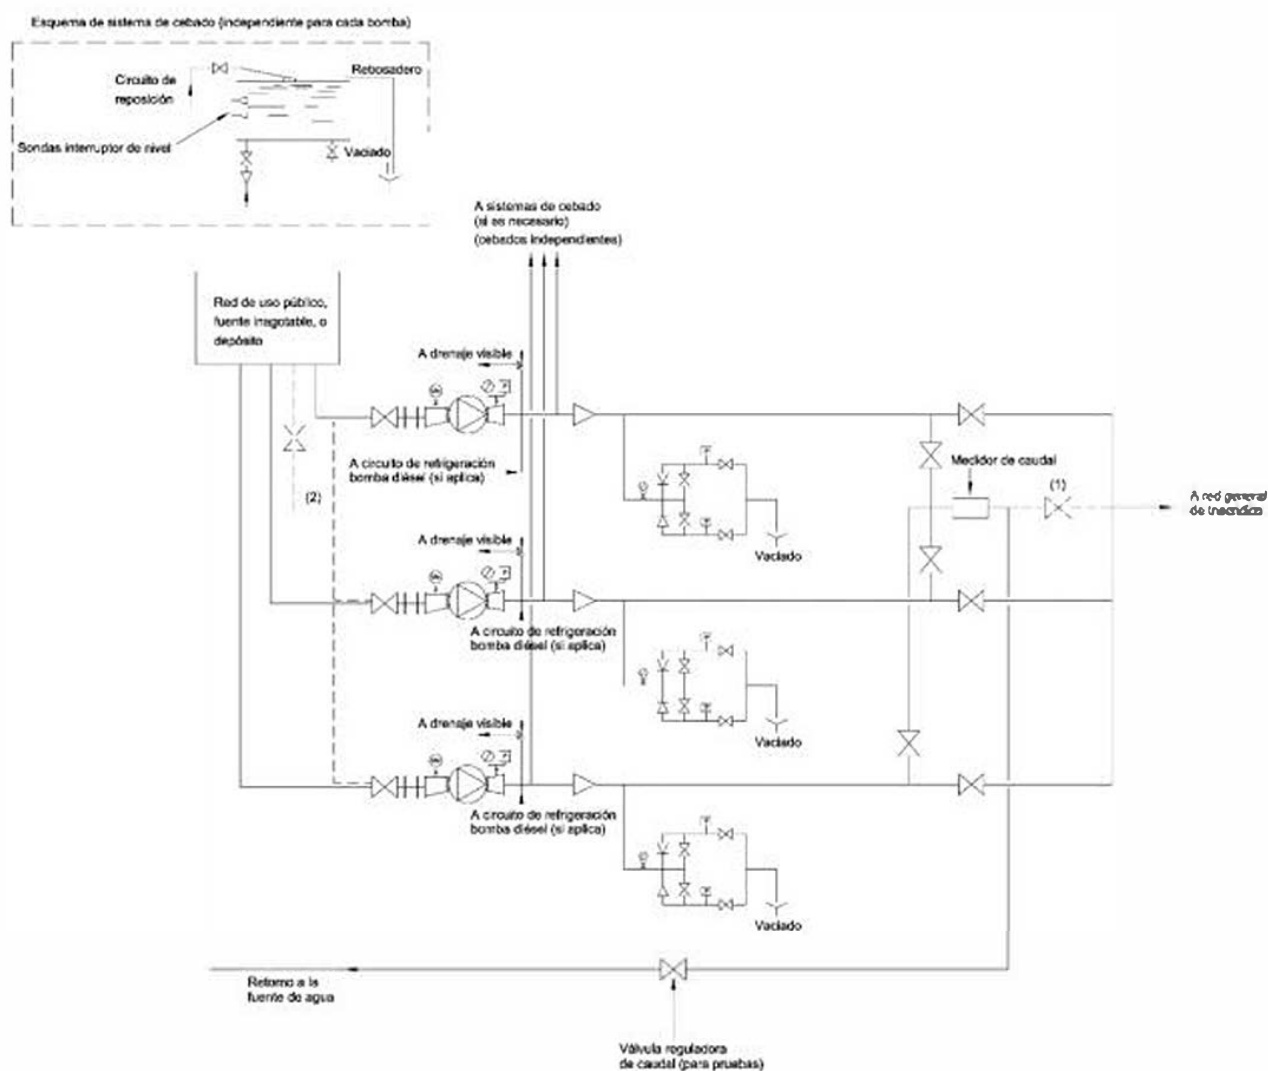 Esquema de sistema de cebado (independiente para cada bomba)
Rebosadero
Circuito de
reposición
Sondas interruptor de nivel
Vaciado
A sistemas de cebado
(si es necesario)
(cebados independientes)
Red de uso público,
fuente inagotable, o
depósito
A drenaje visible
A circuito de refrigeración
bomba diésel (si aplica)
(2)
Medidor de caudal
(1)
A red general
de incendios
Vaciado
A drenaje visible
A circuito de refrigeración
bomba diésel (si aplica)
Vaciado
A drenaje visible
A circuito de refrigeración
bomba diésel (si aplica)
Vaciado
Retorno a la
fuente de agua
Válvula reguladora
de caudal (para pruebas)